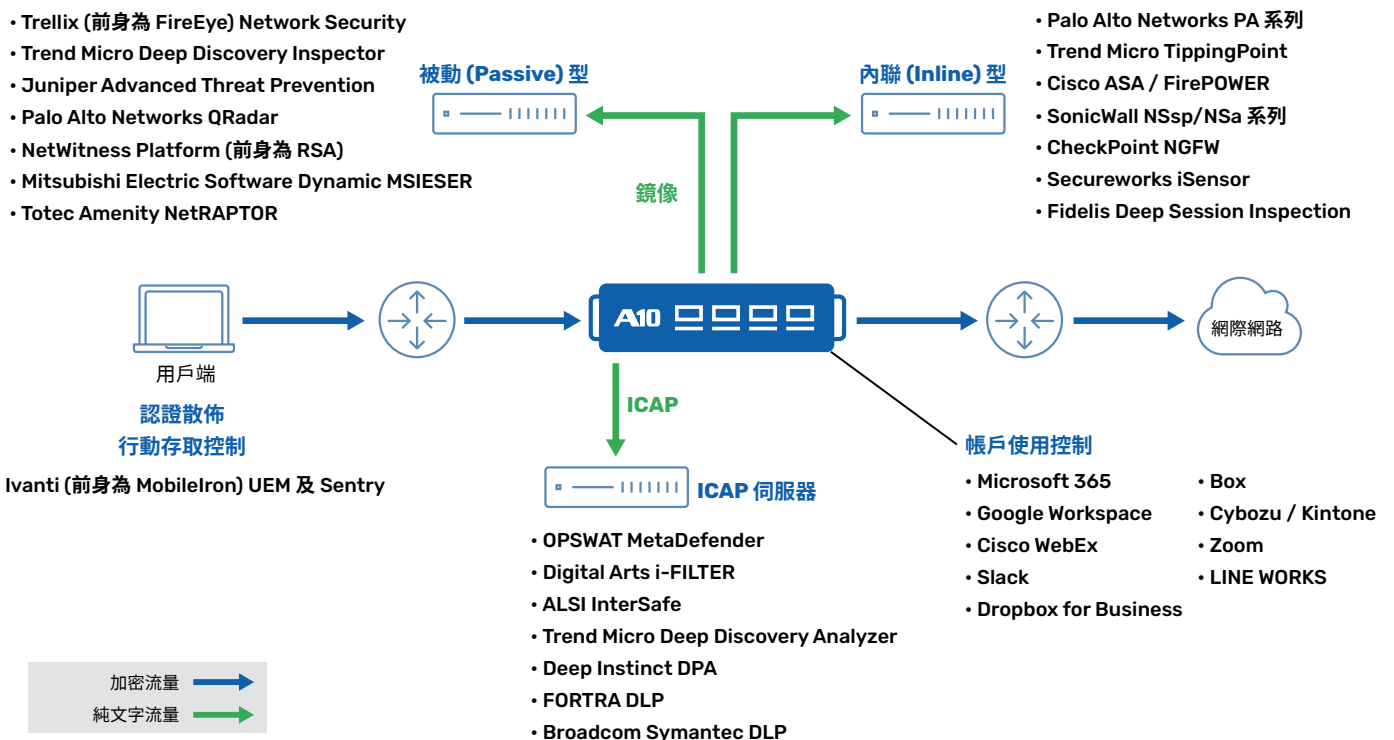 • Trellix (前身為 FireEye) Network Security
• Trend Micro Deep Discovery Inspector
• Juniper Advanced Threat Prevention
• Palo Alto Networks QRadar
• NetWitness Platform (前身為 RSA)
• Mitsubishi Electric Software Dynamic MSIESER
• Totec Amenity NetRAPTOR
被動 (Passive) 型
內聯 (Inline) 型
• Palo Alto Networks PA 系列
• Trend Micro TippingPoint
• Cisco ASA / FirePOWER
• SonicWall NSsp/NSa 系列
• CheckPoint NGFW
• Secureworks iSensor
• Fidelis Deep Session Inspection
鏡像
A10
網際網路
用戶端
認證散佈
行動存取控制
Ivanti (前身為 MobileIron) UEM 及 Sentry
ICAP
ICAP 伺服器
• OPSWAT MetaDefender
• Digital Arts i-FILTER
• ALSI InterSafe
• Trend Micro Deep Discovery Analyzer
• Deep Instinct DPA
• FORTRA DLP
• Broadcom Symantec DLP
帳戶使用控制
• Microsoft 365
• Google Workspace
• Cisco WebEx
• Slack
• Dropbox for Business
• Box
• Cybozu / Kintone
• Zoom
• LINE WORKS
加密流量
純文字流量